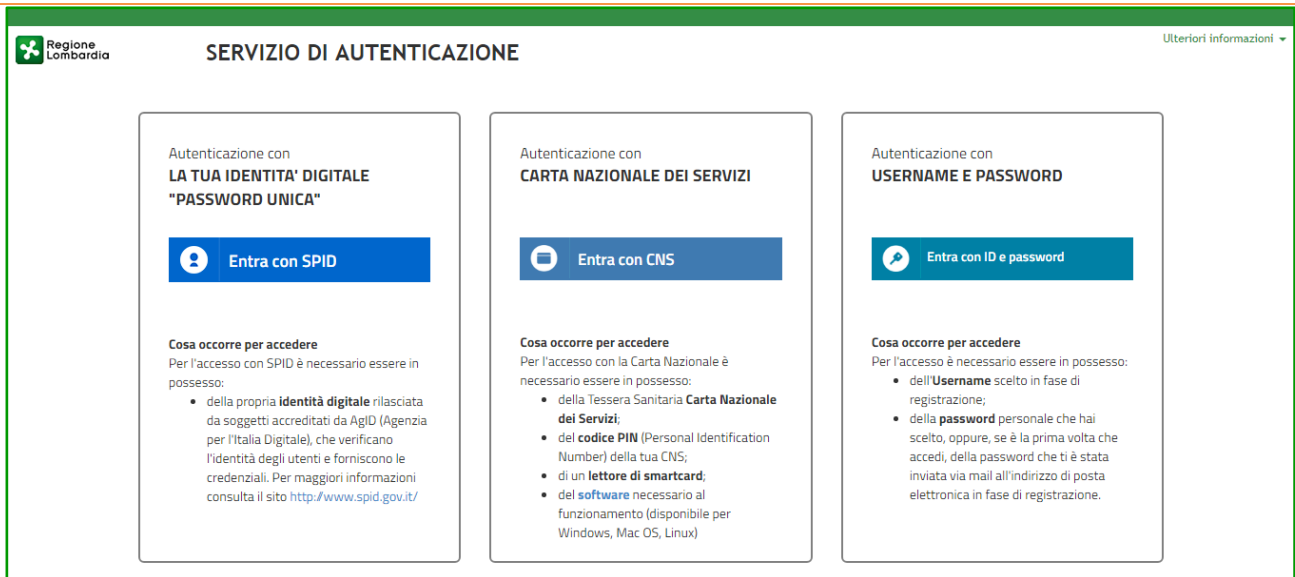 Regione
Lombardia
SERVIZIO DI AUTENTICAZIONE
Ulteriori informazioni
Autenticazione con
LA TUA IDENTITA' DIGITALE
"PASSWORD UNICA"
Entra con SPID
Cosa occorre per accedere
Per l'accesso con SPID è necessario essere in
possesso:
• della propria identità digitale rilasciata
da soggetti accreditati da AgID (Agenzia
per l'Italia Digitale), che verificano
l'identità degli utenti e forniscono le
credenziali. Per maggiori informazioni
consulta il sito http://www.spid.gov.it/
Autenticazione con
CARTA NAZIONALE DEI SERVIZI
Entra con CNS
Cosa occorre per accedere
Per l'accesso con la Carta Nazionale è
necessario essere in possesso:
• della Tessera Sanitaria Carta Nazionale
dei Servizi;
• del codice PIN (Personal Identification
Number) della tua CNS;
• di un lettore di smartcard;
• del software necessario al
funzionamento (disponibile per
Windows, Mac OS, Linux)
Autenticazione con
USERNAME E PASSWORD
Entra con ID e password
Cosa occorre per accedere
Per l'accesso è necessario essere in possesso:
• dell'Username scelto in fase di
registrazione;
• della password personale che hai
scelto, oppure, se è la prima volta che
accedi, della password che ti è stata
inviata via mail all'indirizzo di posta
elettronica in fase di registrazione.